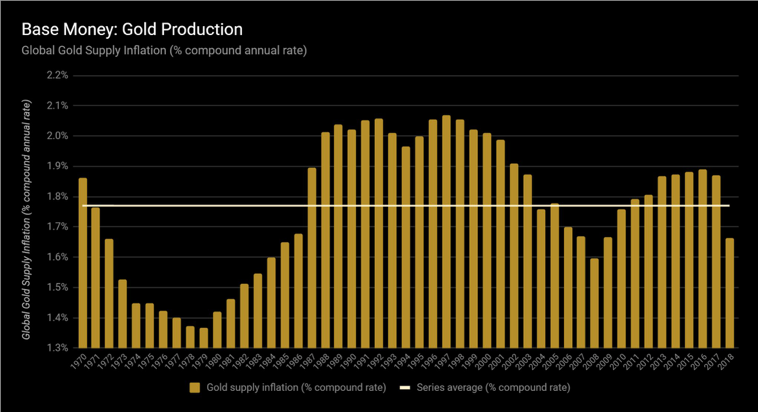 Base Money: Gold Production
Global Gold Supply Inflation (% compound annual rate)
Global Gold Supply Inflation (% compound annual rate)
2.2%
2.1%
2.0%
1.9%
1.8%
1.7%
1.6%
1.5%
1.4%
1.3%
1970 1971 1972 1973 1974 1975 1976 1977 1978 1979 1980 1981 1982 1983 1984 1985 1986 1987 1988 1989 1990 1991 1992 1993 1994 1995 1996 1997 1998 1999 2000 2001 2002 2003 2004 2005 2006 2007 2008 2009 2010 2011 2012 2013 2014 2015 2016 2017 2018
Gold supply inflation (% compound rate) Series average (% compound rate)